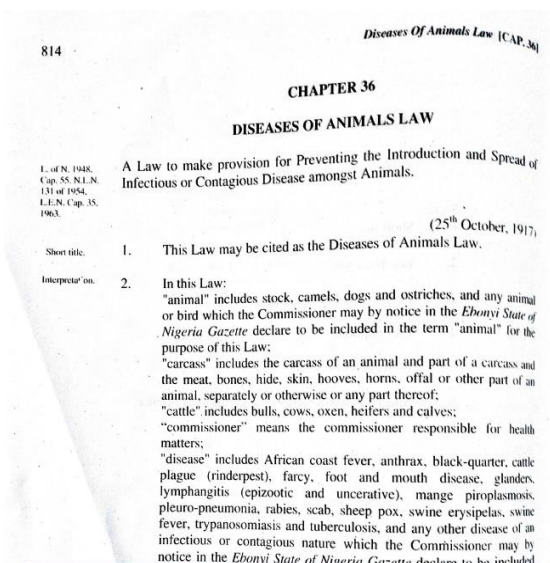 814
Diseases Of Animals Law [CAP. 36]
CHAPTER 36
DISEASES OF ANIMALS LAW
L. of N. 1948,
Cap. 55. N.L.N.
131 of 1954,
L.E.N. Cap. 35,
1963.
A Law to make provision for Preventing the Introduction and Spread of
Infectious or Contagious Disease amongst Animals.
(25th October, 1917)
Short title.
1. This Law may be cited as the Diseases of Animals Law.
Interpretation.
2. In this Law:
"animal" includes stock, camels, dogs and ostriches, and any animal
or bird which the Commissioner may by notice in the Ebonyi State of
Nigeria Gazette declare to be included in the term "animal" for the
purpose of this Law;
"carcass" includes the carcass of an animal and part of a carcass and
the meat, bones, hide, skin, hooves, horns, offal or other part of an
animal, separately or otherwise or any part thereof;
"cattle" includes bulls, cows, oxen, heifers and calves;
"commissioner" means the commissioner responsible for health
matters;
"disease" includes African coast fever, anthrax, black-quarter, cattle
plague (rinderpest), farcy, foot and mouth disease, glanders,
lymphangitis (epizootic and uncerative), mange piroplasmosis,
pleuro-pneumonia, rabies, scab, sheep pox, swine erysipelas, swine
fever, trypanosomiasis and tuberculosis, and any other disease of an
infectious or contagious nature which the Commissioner may by
notice in the Ebonyi State of Nigeria Gazette declare to be included